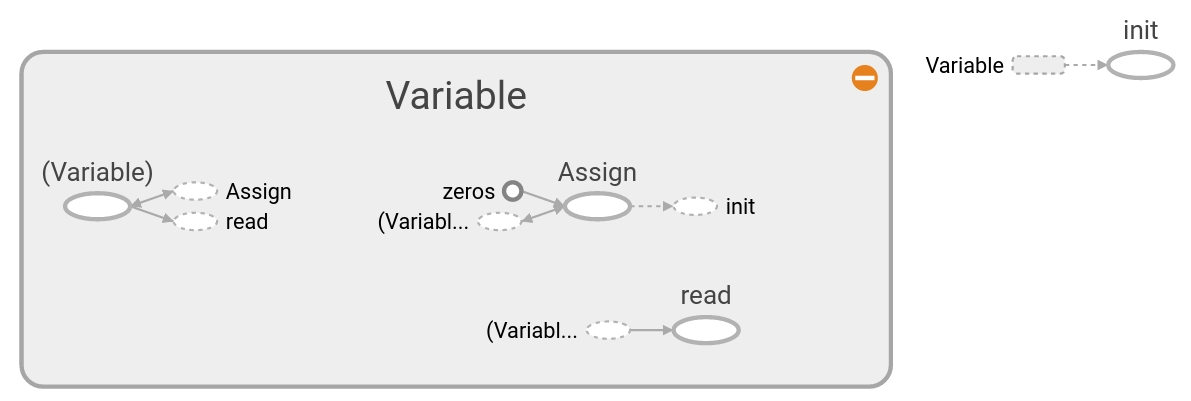 init
Variable
Variable
(Variable)
Assign
read
zeros
(Variabl...
Assign
init
read
(Variabl...